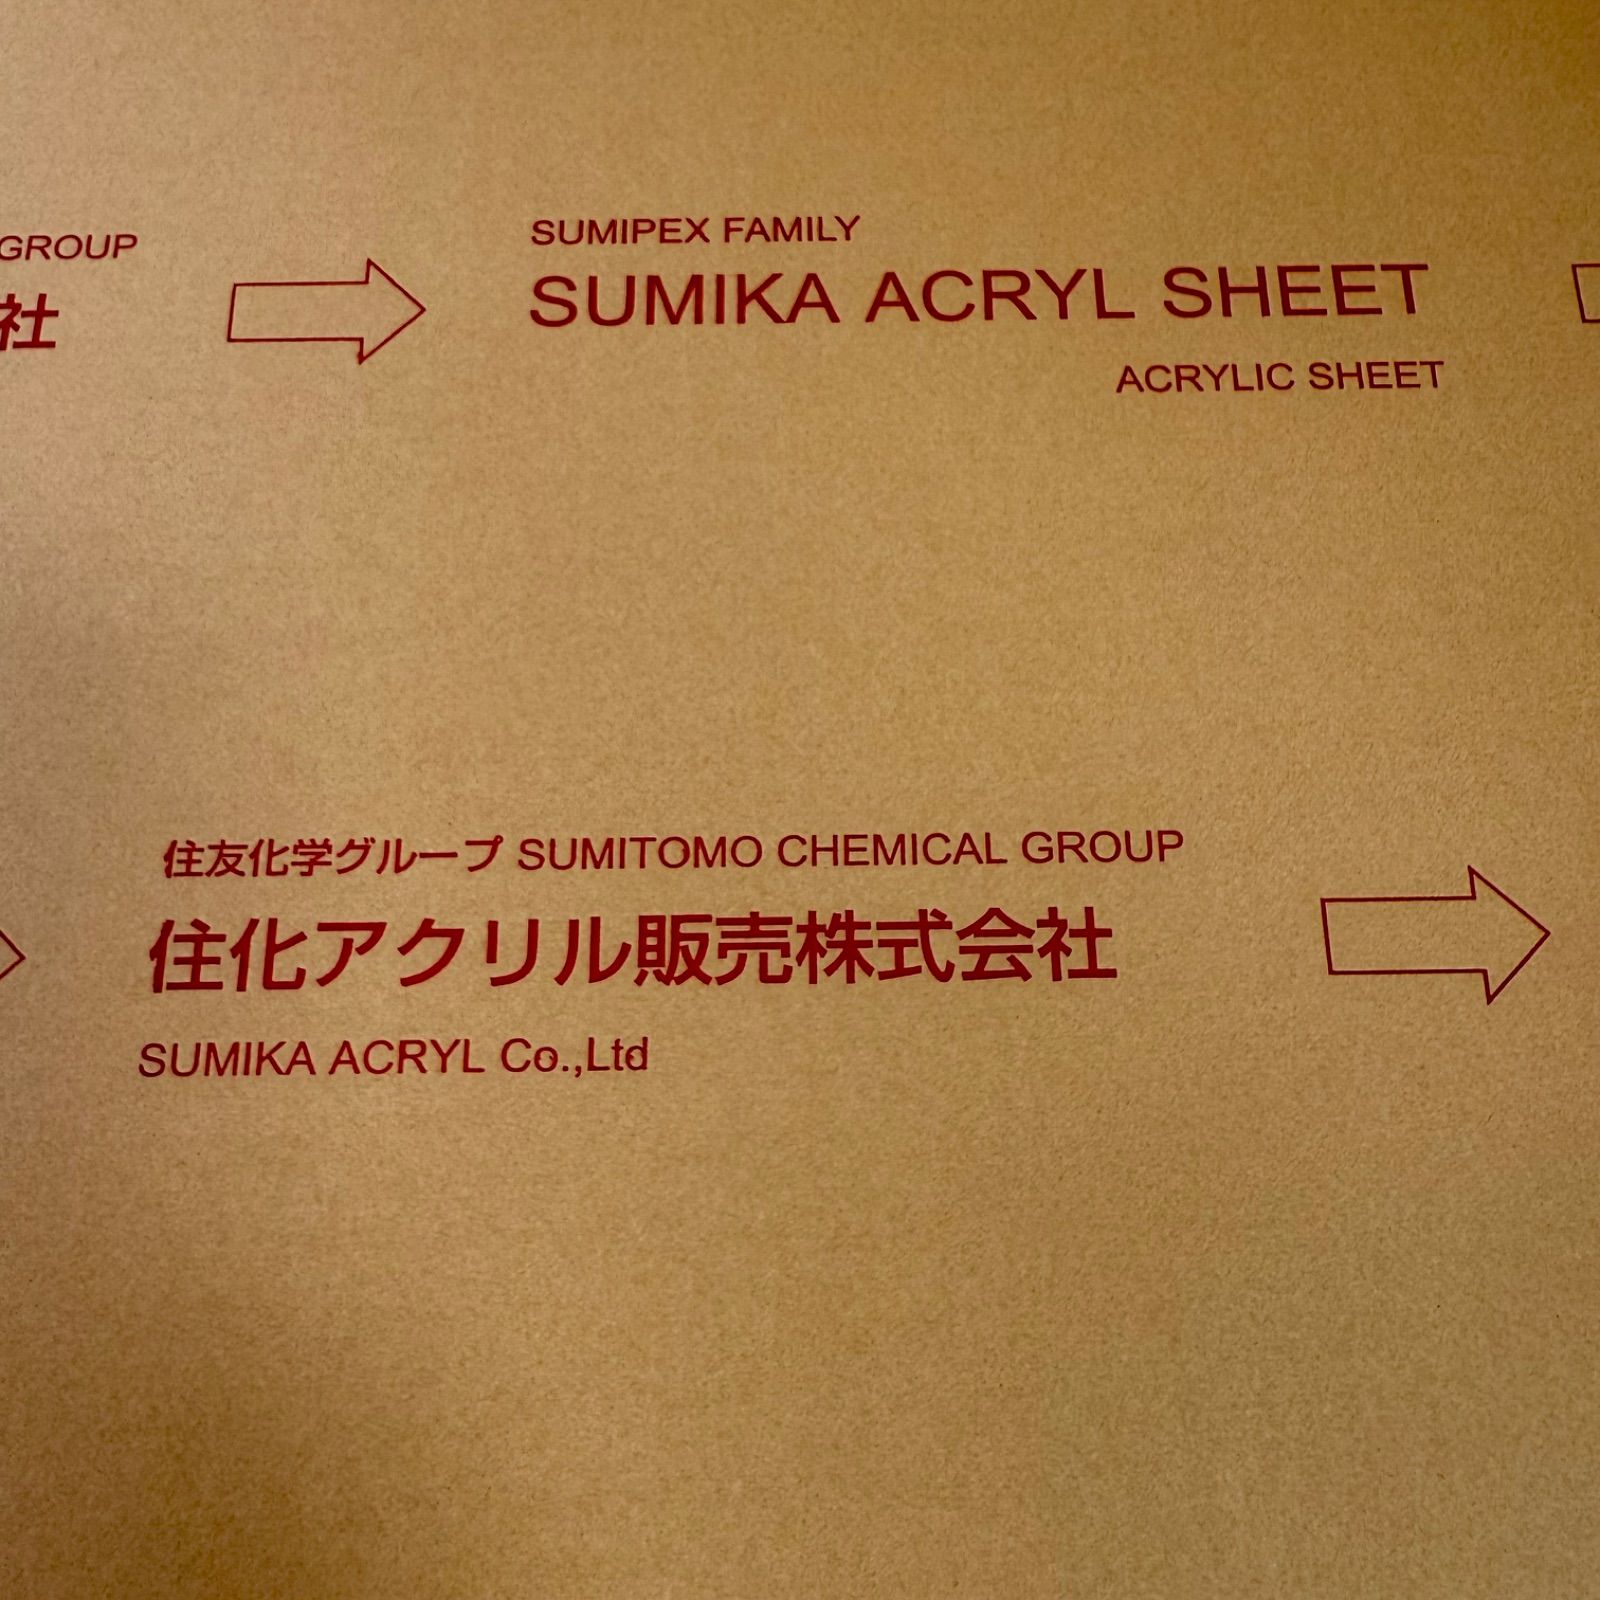 GROUP
社
SUMIPEX FAMILY
SUMIKA ACRYL SHEET
ACRYLIC SHEET
住友化学グループ SUMITOMO CHEMICAL GROUP
住化アクリル販売株式会社
SUMIKA ACRYL Co.,Ltd